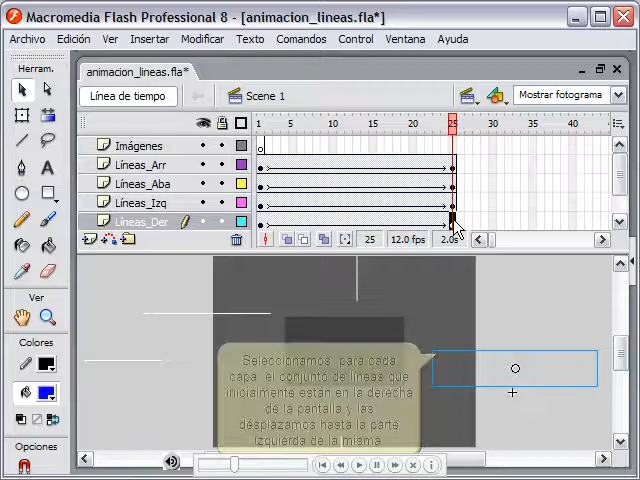 Macromedia Flash Professional 8 - [animacion_lineas.fla*]
Archivo Edición Ver Insertar Modificar Texto Comandos Control Ventana Ayuda
Herram.
animacion_lineas.fla*
Línea de tiempo
Scene 1
Mostrar fotograma
1 5 10 15 20 25 30 35 40
Imágenes
Líneas_Arr
Líneas_Aba
Líneas_Izq
Líneas_Der
25 12.0 fps 2.0s
Ver
Colores
Opciones
Seleccionamos para cada
capa el conjunto de líneas que
inicialmente están en la derecha
de la pantalla y las
desplazamos hasta la parte
Izquierda de la misma